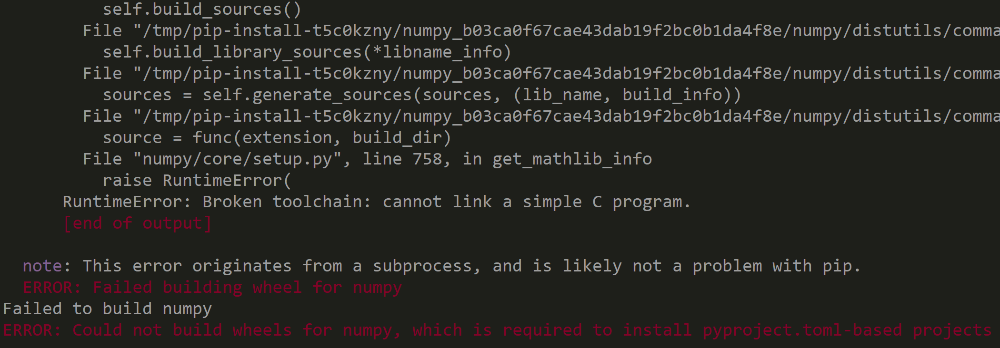 self.build_sources()
File "/tmp/pip-install-t5c0kzny/numpy_b03ca0f67cae43dab19f2bc0b1da4f8e/numpy/distutils/comma
self.build_library_sources(*libname_info)
File "/tmp/pip-install-t5c0kzny/numpy_b03ca0f67cae43dab19f2bc0b1da4f8e/numpy/distutils/comma
sources = self.generate_sources(sources, (lib_name, build_info))
File "/tmp/pip-install-t5c0kzny/numpy_b03ca0f67cae43dab19f2bc0b1da4f8e/numpy/distutils/comma
source = func(extension, build_dir)
File "numpy/core/setup.py", line 758, in get_mathlib_info
raise RuntimeError(
RuntimeError: Broken toolchain: cannot link a simple C program.
[end of output]
note: This error originates from a subprocess, and is likely not a problem with pip.
ERROR: Failed building wheel for numpy
Failed to build numpy
ERROR: Could not build wheels for numpy, which is required to install pyproject.toml-based projects